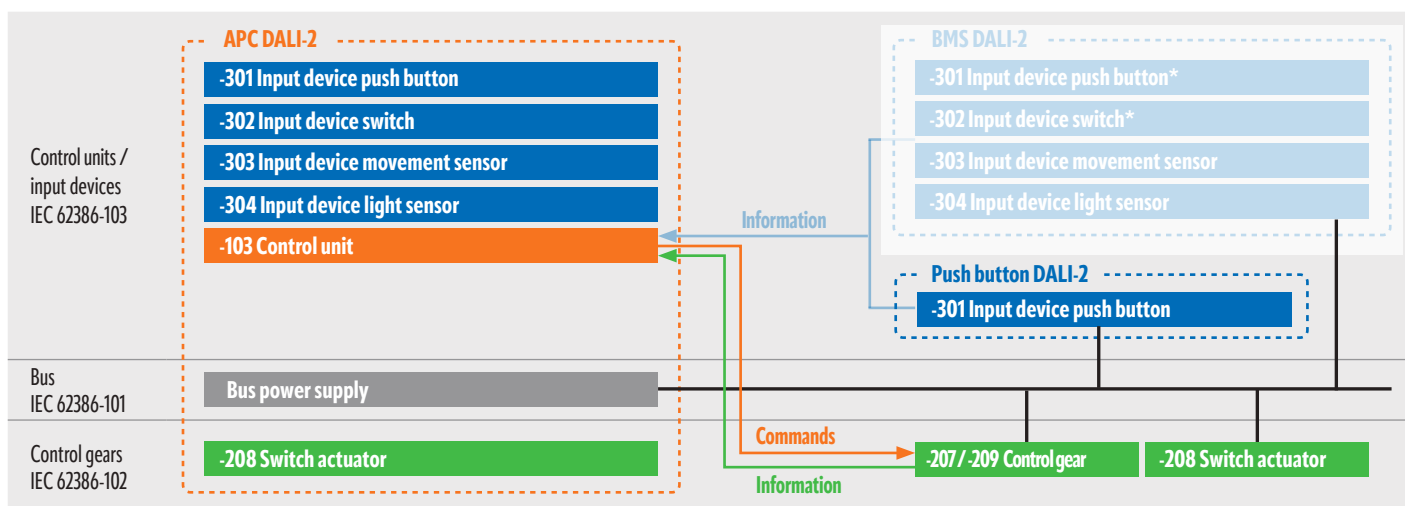 APC DALI-2
BMS DALI-2
Control units /
input devices
IEC 62386-103
-301 Input device push button
-302 Input device switch
-303 Input device movement sensor
-304 Input device light sensor
-103 Control unit
-301 Input device push button*
-302 Input device switch*
-303 Input device movement sensor
-304 Input device light sensor
Information
Push button DALI-2
-301 Input device push button
Bus
IEC 62386-101
Bus power supply
Control gears
IEC 62386-102
-208 Switch actuator
Commands
Information
-207 / -209 Control gear
-208 Switch actuator